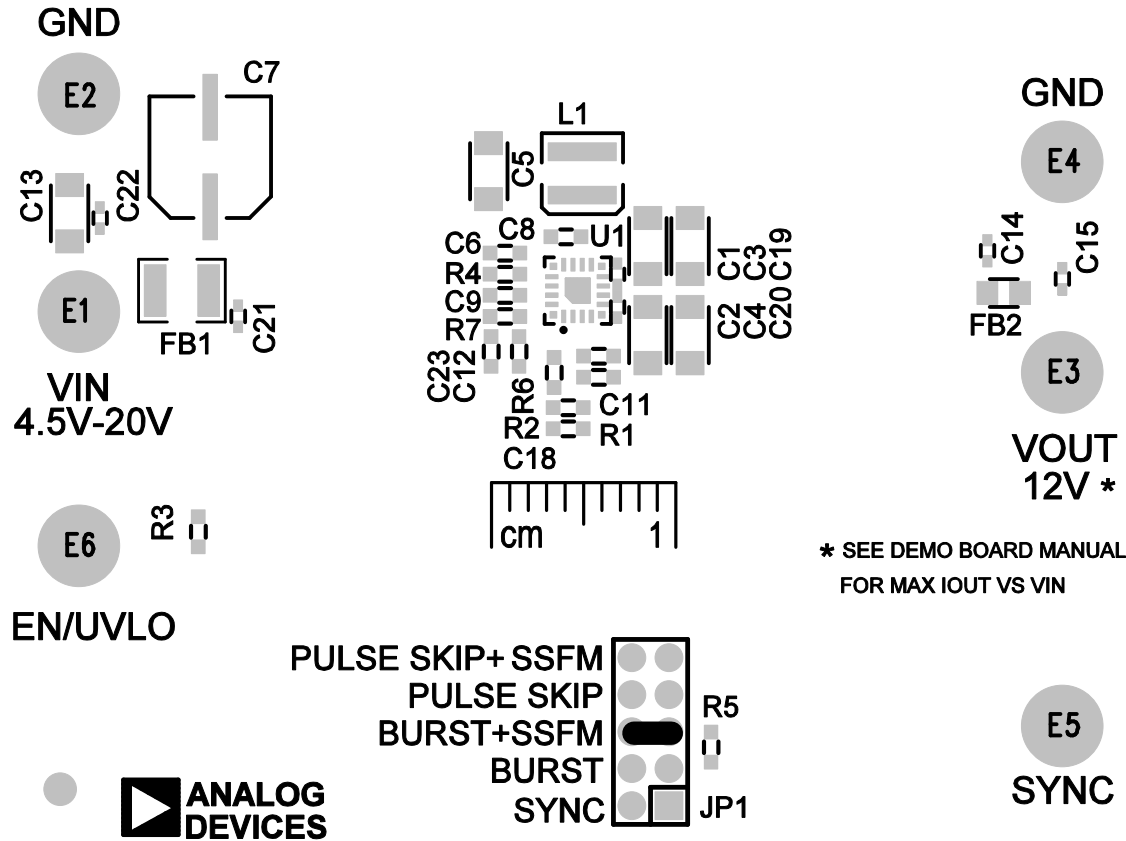 GND
E2
C7
C13
C22
E1
FB1
C21
VIN
4.5V-20V
E6
R3
EN/UVLO
L1
C5
C8
U1
C6
R4
C9
R7
C23
C12
R6
C1
C3
C19
C2
C4
C20
C11
R2
R1
C18
cm 1
GND
E4
C14
C15
FB2
E3
VOUT
12V *
* SEE DEMO BOARD MANUAL
FOR MAX IOUT VS VIN
PULSE SKIP+ SSFM
PULSE SKIP
BURST+SSFM
BURST
SYNC
R5
JP1
E5
SYNC
ANALOG
DEVICES